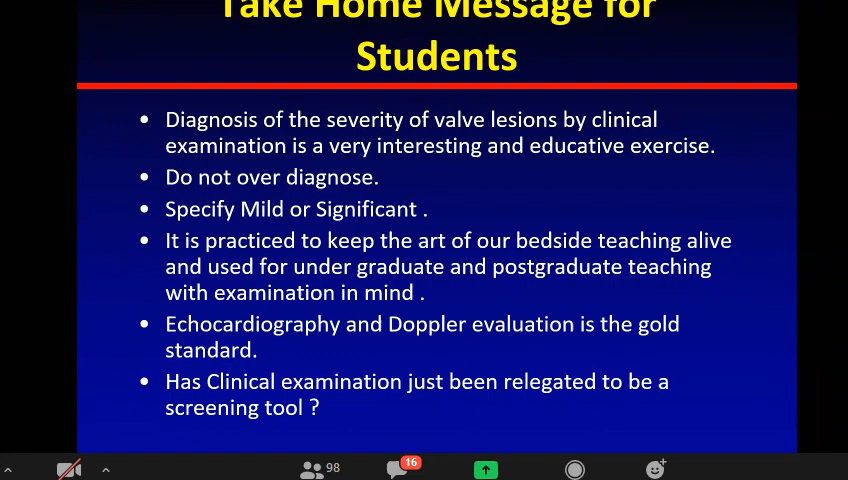 Take Home Message for
Students
• Diagnosis of the severity of valve lesions by clinical
examination is a very interesting and educative exercise.
• Do not over diagnose.
• Specify Mild or Significant .
• It is practiced to keep the art of our bedside teaching alive
and used for under graduate and postgraduate teaching
with examination in mind .
• Echocardiography and Doppler evaluation is the gold
standard.
• Has Clinical examination just been relegated to be a
screening tool ?
98
16